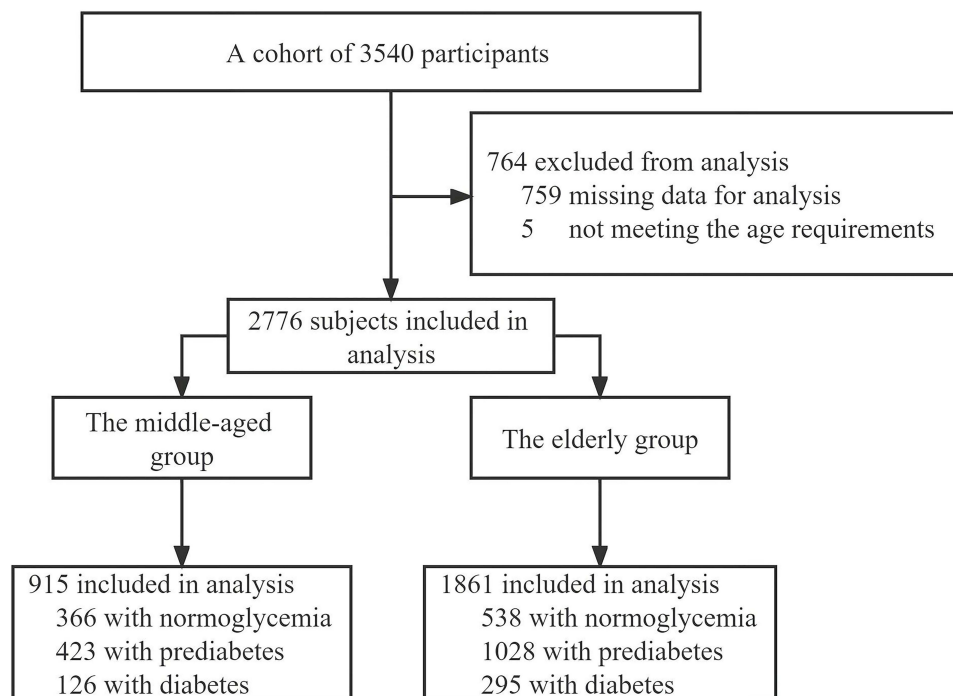 A cohort of 3540 participants
764 excluded from analysis
759 missing data for analysis
5 not meeting the age requirements
2776 subjects included in
analysis
The middle-aged
group
The elderly group
915 included in analysis
366 with normoglycemia
423 with prediabetes
126 with diabetes
1861 included in analysis
538 with normoglycemia
1028 with prediabetes
295 with diabetes